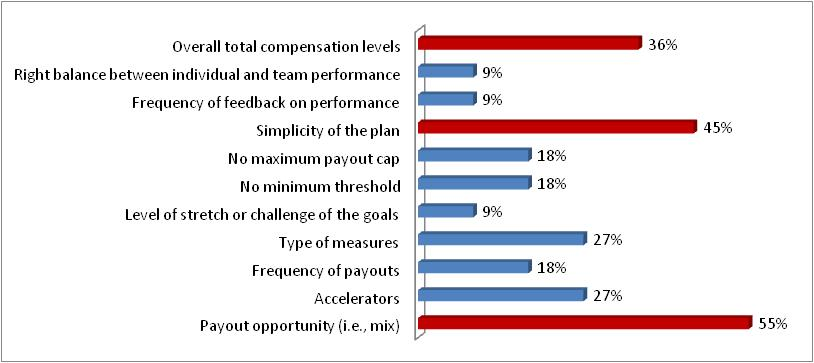 Overall total compensation levels 36%
Right balance between individual and team performance 9%
Frequency of feedback on performance 9%
Simplicity of the plan 45%
No maximum payout cap 18%
No minimum threshold 18%
Level of stretch or challenge of the goals 9%
Type of measures 27%
Frequency of payouts 18%
Accelerators 27%
Payout opportunity (i.e., mix) 55%